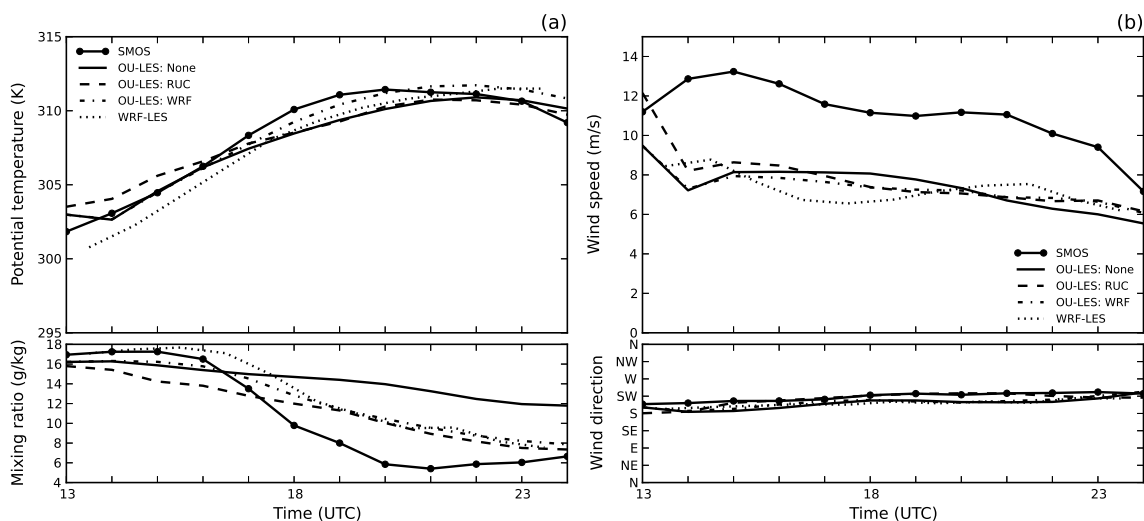 (a)
Potential temperature (K)
315
310
305
300
295
SMOS
OU-LES: None
OU-LES: RUC
OU-LES: WRF
WRF-LES
Mixing ratio (g/kg)
18
16
14
12
10
8
6
4
13
18
23
Time (UTC)
(b)
Wind speed (m/s)
14
12
10
8
6
4
2
0
SMOS
OU-LES: None
OU-LES: RUC
OU-LES: WRF
WRF-LES
Wind direction
N
NW
W
SW
S
SE
E
NE
N
13
18
23
Time (UTC)